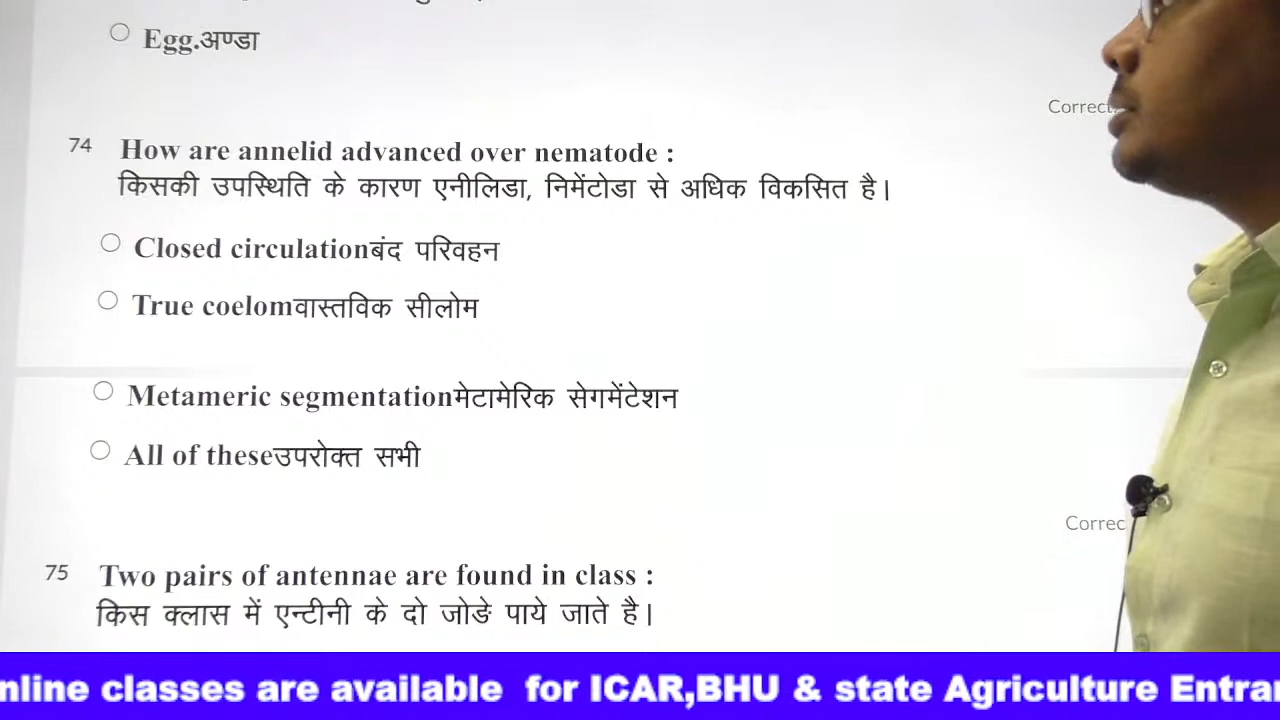 Egg.अण्डा
Correct
74 How are annelid advanced over nematode :
किसकी उपस्थिति के कारण एनीलिडा, निमेंटोडा से अधिक विकसित है।
Closed circulationबंद परिवहन
True coelomवास्तविक सीलोम
Metameric segmentationमेटामेरिक सेगमेंटेशन
All of theseउपरोक्त सभी
Correc
75 Two pairs of antennae are found in class :
किस क्लास में एन्टीनी के दो जोडे पाये जाते है।
nline classes are available for ICAR,BHU & state Agriculture Entra